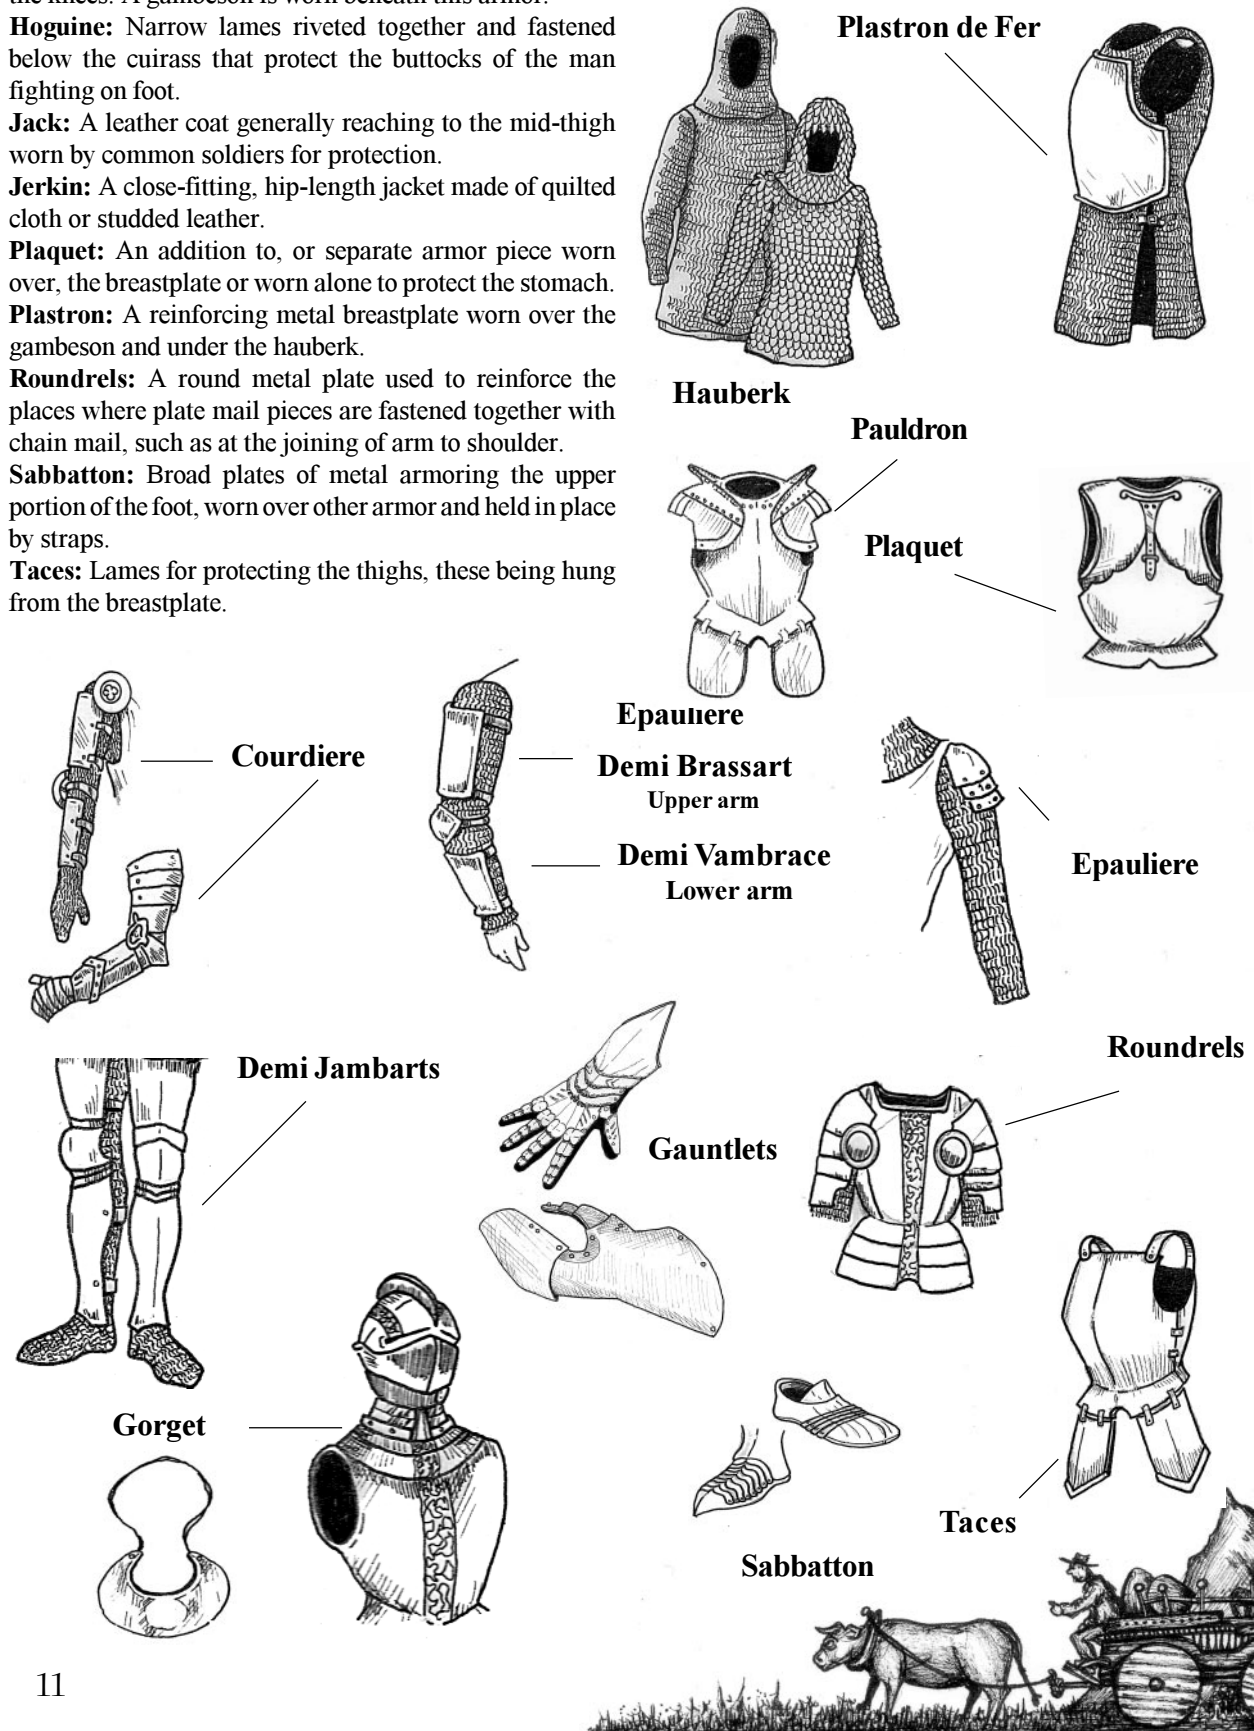 the knees. A gambeson is worn beneath this armor.
Hoguine: Narrow lames riveted together and fastened
below the cuirass that protect the buttocks of the man
fighting on foot.
Jack: A leather coat generally reaching to the mid-thigh
worn by common soldiers for protection.
Jerkin: A close-fitting, hip-length jacket made of quilted
cloth or studded leather.
Plaquet: An addition to, or separate armor piece worn
over, the breastplate or worn alone to protect the stomach.
Plastron: A reinforcing metal breastplate worn over the
gambeson and under the hauberk.
Roundrels: A round metal plate used to reinforce the
places where plate mail pieces are fastened together with
chain mail, such as at the joining of arm to shoulder.
Sabbatton: Broad plates of metal armoring the upper
portion of the foot, worn over other armor and held in place
by straps.
Taces: Lames for protecting the thighs, these being hung
from the breastplate.
Plastron de Fer
Hauberk
Pauldron
Plaquet
Epauliere
Courdiere
Demi Brassart
Upper arm
Demi Vambrace
Lower arm
Epauliere
Demi Jambarts
Gauntlets
Roundrels
Gorget
Taces
Sabbatton
11